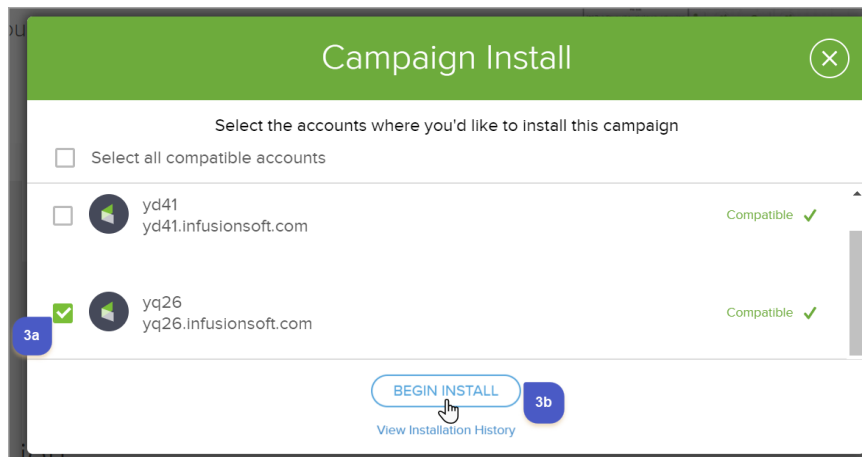 Campaign Install
Select the accounts where you'd like to install this campaign
Select all compatible accounts
yd41
yd41.infusionsoft.com
Compatible
yq26
yq26.infusionsoft.com
Compatible
3a
BEGIN INSTALL
3b
View Installation History